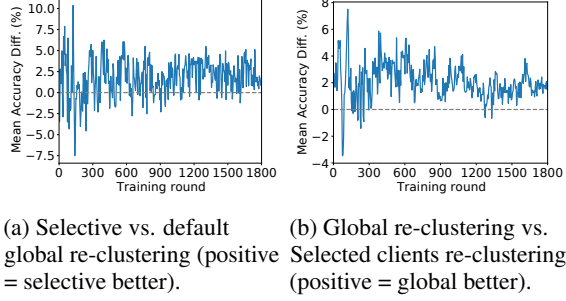 10.0
7.5
5.0
2.5
0.0
−2.5
−5.0
−7.5
Mean Accuracy Diff. (%)
0 300 600 900 1200 1500 1800
Training round
8
6
4
2
0
−2
−4
Mean Accuracy Diff. (%)
0 300 600 900 1200 1500 1800
Training round
(a) Selective vs. default
global re-clustering (positive
= selective better).
(b) Global re-clustering vs.
Selected clients re-clustering
(positive = global better).